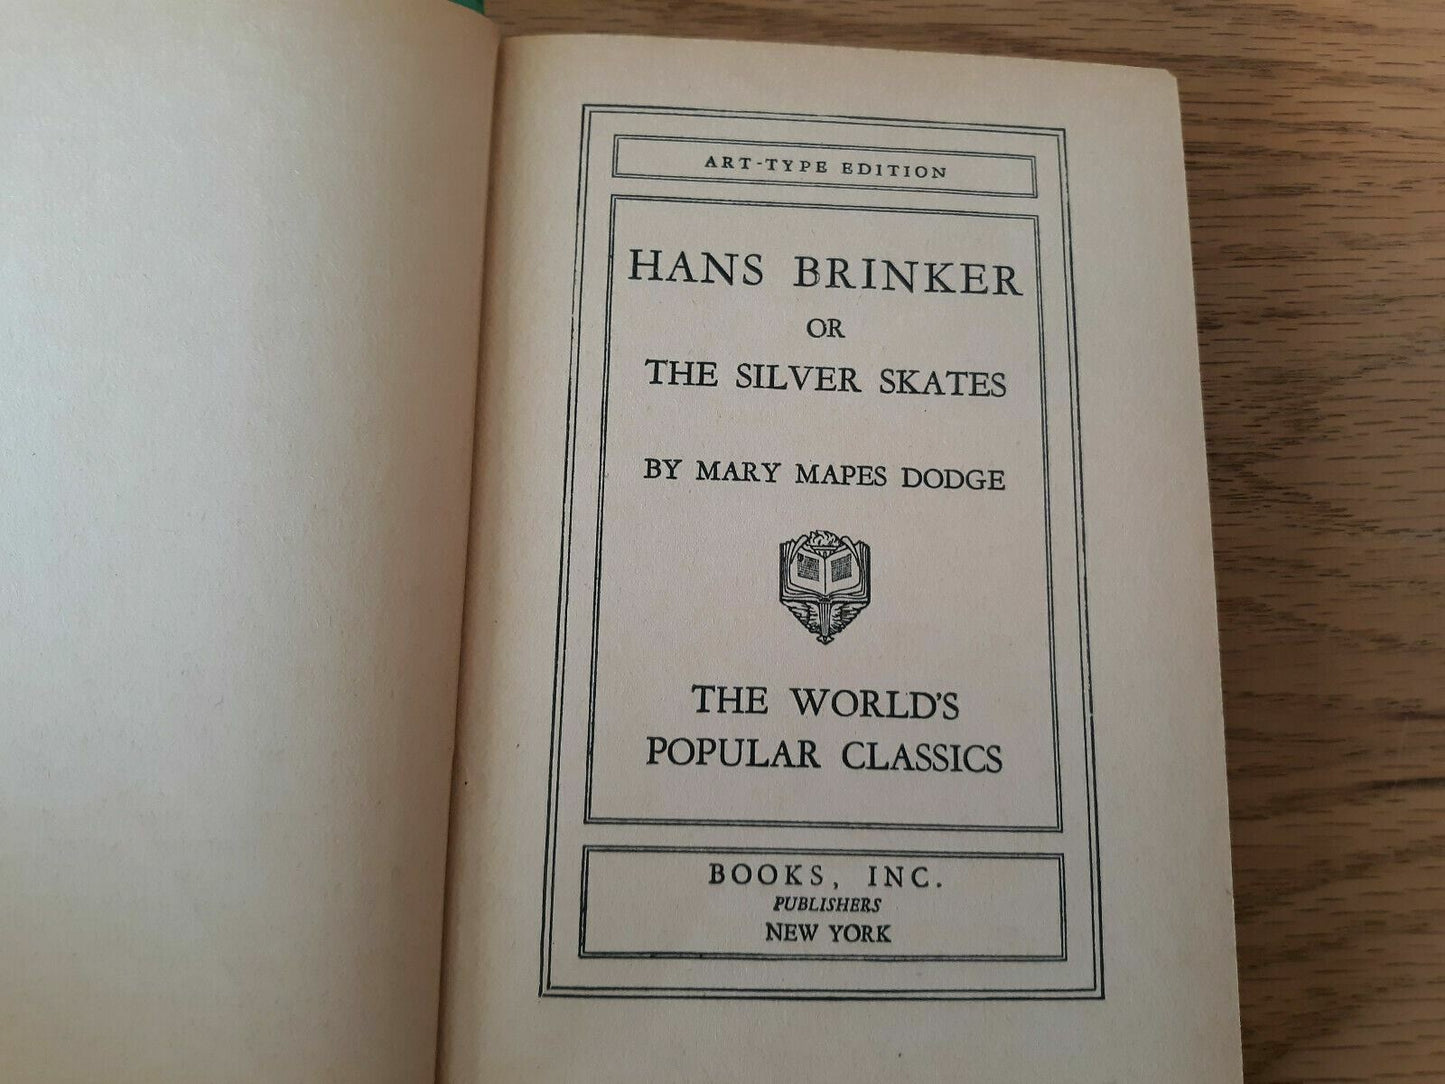 ART-TYPE EDITION
HANS BRINKER
OR
THE SILVER SKATES
BY MARY MAPES DODGE
THE WORLD'S
POPULAR CLASSICS
BOOKS, INC.
PUBLISHERS
NEW YORK